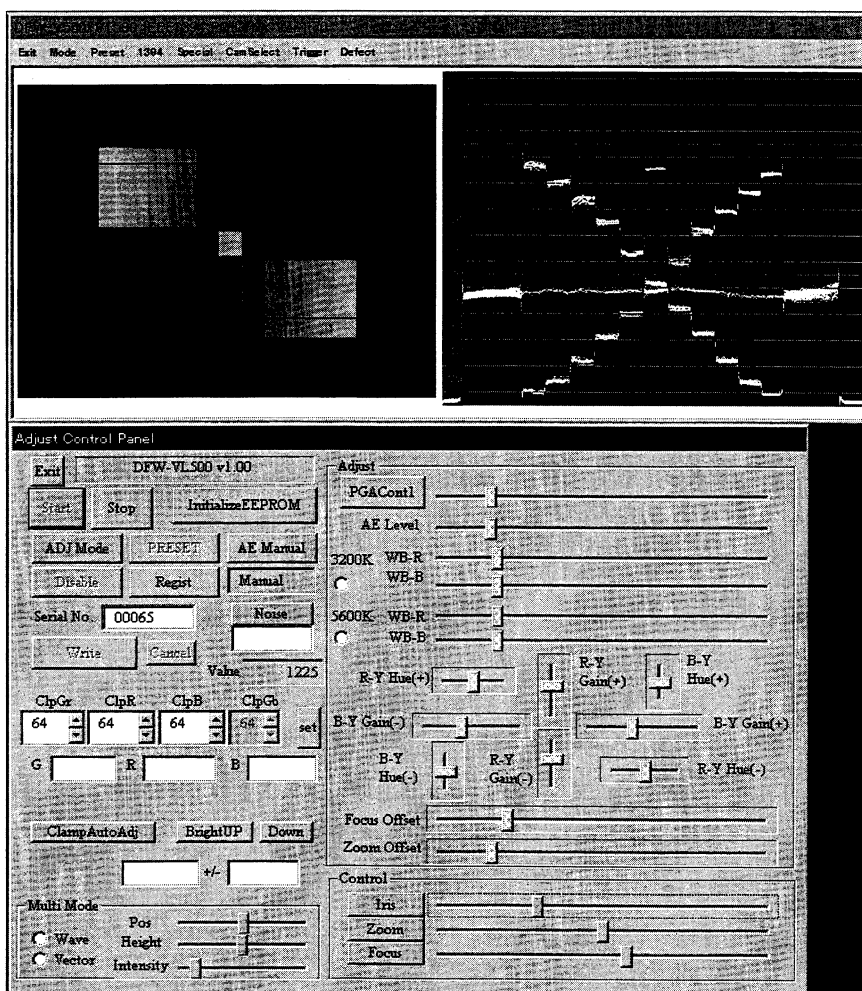 Exit Mode Preset 1394 Special CamSelect Trigger Defect
Adjust Control Panel
Exit DFW-VL500 v1.00
Start Stop InitializeEEPROM
ADJ Mode PRESET AE Manual
Disable Regist Manual
Serial No. 00065 Noise
Write Cancel
Value 1225
ClpGr ClpR ClpB ClpGb
64 64 64 64 set
G R B
ClampAutoAdj BrightUP Down
+/-
Multi Mode
Pos
Wave Height
Vector Intensity
Adjust
PGACont1
AE Level
3200K WB-R
WB-B
5600K WB-R
WB-B
R-Y Hue(+) R-Y Gain(+) B-Y Hue(+)
B-Y Gain(-) B-Y Gain(+)
B-Y Hue(-) R-Y Gain(-) R-Y Hue(-)
Focus Offset
Zoom Offset
Control
Iris
Zoom
Focus